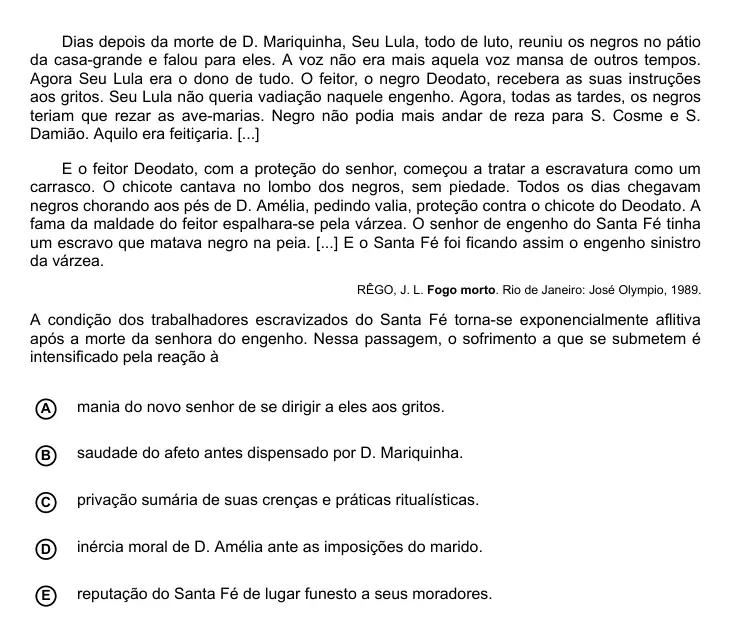 Dias depois da morte de D. Mariquinha, Seu Lula, todo de luto, reuniu os negros no pátio
da casa-grande e falou para eles. A voz não era mais aquela voz mansa de outros tempos.
Agora Seu Lula era o dono de tudo. O feitor, o negro Deodato, recebera as suas instruções
aos gritos. Seu Lula não queria vadiação naquele engenho. Agora, todas as tardes, os negros
teriam que rezar as ave-marias. Negro não podia mais andar de reza para S. Cosme e S.
Damião. Aquilo era feitiçaria. [...]
E o feitor Deodato, com a proteção do senhor, começou a tratar a escravatura como um
carrasco. O chicote cantava no lombo dos negros, sem piedade. Todos os dias chegavam
negros chorando aos pés de D. Amélia, pedindo valia, proteção contra o chicote do Deodato. A
fama da maldade do feitor espalhara-se pela várzea. O senhor de engenho do Santa Fé tinha
um escravo que matava negro na peia. [...] E o Santa Fé foi ficando assim o engenho sinistro
da várzea.
RÊGO, J. L. Fogo morto. Rio de Janeiro: José Olympio, 1989.
A condição dos trabalhadores escravizados do Santa Fé torna-se exponencialmente aflitiva
após a morte da senhora do engenho. Nessa passagem, o sofrimento a que se submetem é
intensificado pela reação à
A mania do novo senhor de se dirigir a eles aos gritos.
B saudade do afeto antes dispensado por D. Mariquinha.
C privação sumária de suas crenças e práticas ritualísticas.
D inércia moral de D. Amélia ante as imposições do marido.
E reputação do Santa Fé de lugar funesto a seus moradores.